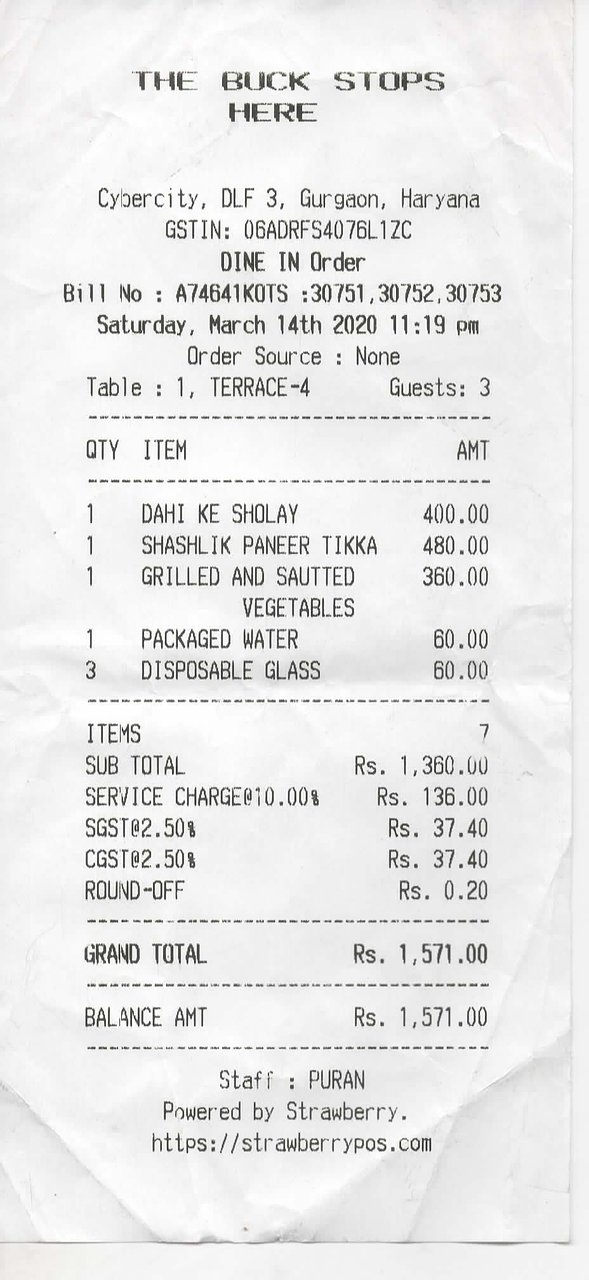 THE BUCK STOPS
HERE
Cybercity, DLF 3, Gurgaon, Haryana
GSTIN: 06ADRFS4076L1ZC
DINE IN Order
Bill No : A74641KOTS :30751,30752,30753
Saturday, March 14th 2020 11:19 pm
Order Source : None
Table : 1, TERRACE-4 Guests: 3
QTY ITEM AMT
1 DAHI KE SHOLAY 400.00
1 SHASHLIK PANEER TIKKA 480.00
1 GRILLED AND SAUTTED 360.00
VEGETABLES
1 PACKAGED WATER 60.00
3 DISPOSABLE GLASS 60.00
ITEMS 7
SUB TOTAL Rs. 1,360.00
SERVICE CHARGE@10.00% Rs. 136.00
SGST@2.50% Rs. 37.40
CGST@2.50% Rs. 37.40
ROUND-OFF Rs. 0.20
GRAND TOTAL Rs. 1,571.00
BALANCE AMT Rs. 1,571.00
Staff : PURAN
Powered by Strawberry.
https://strawberrypos.com